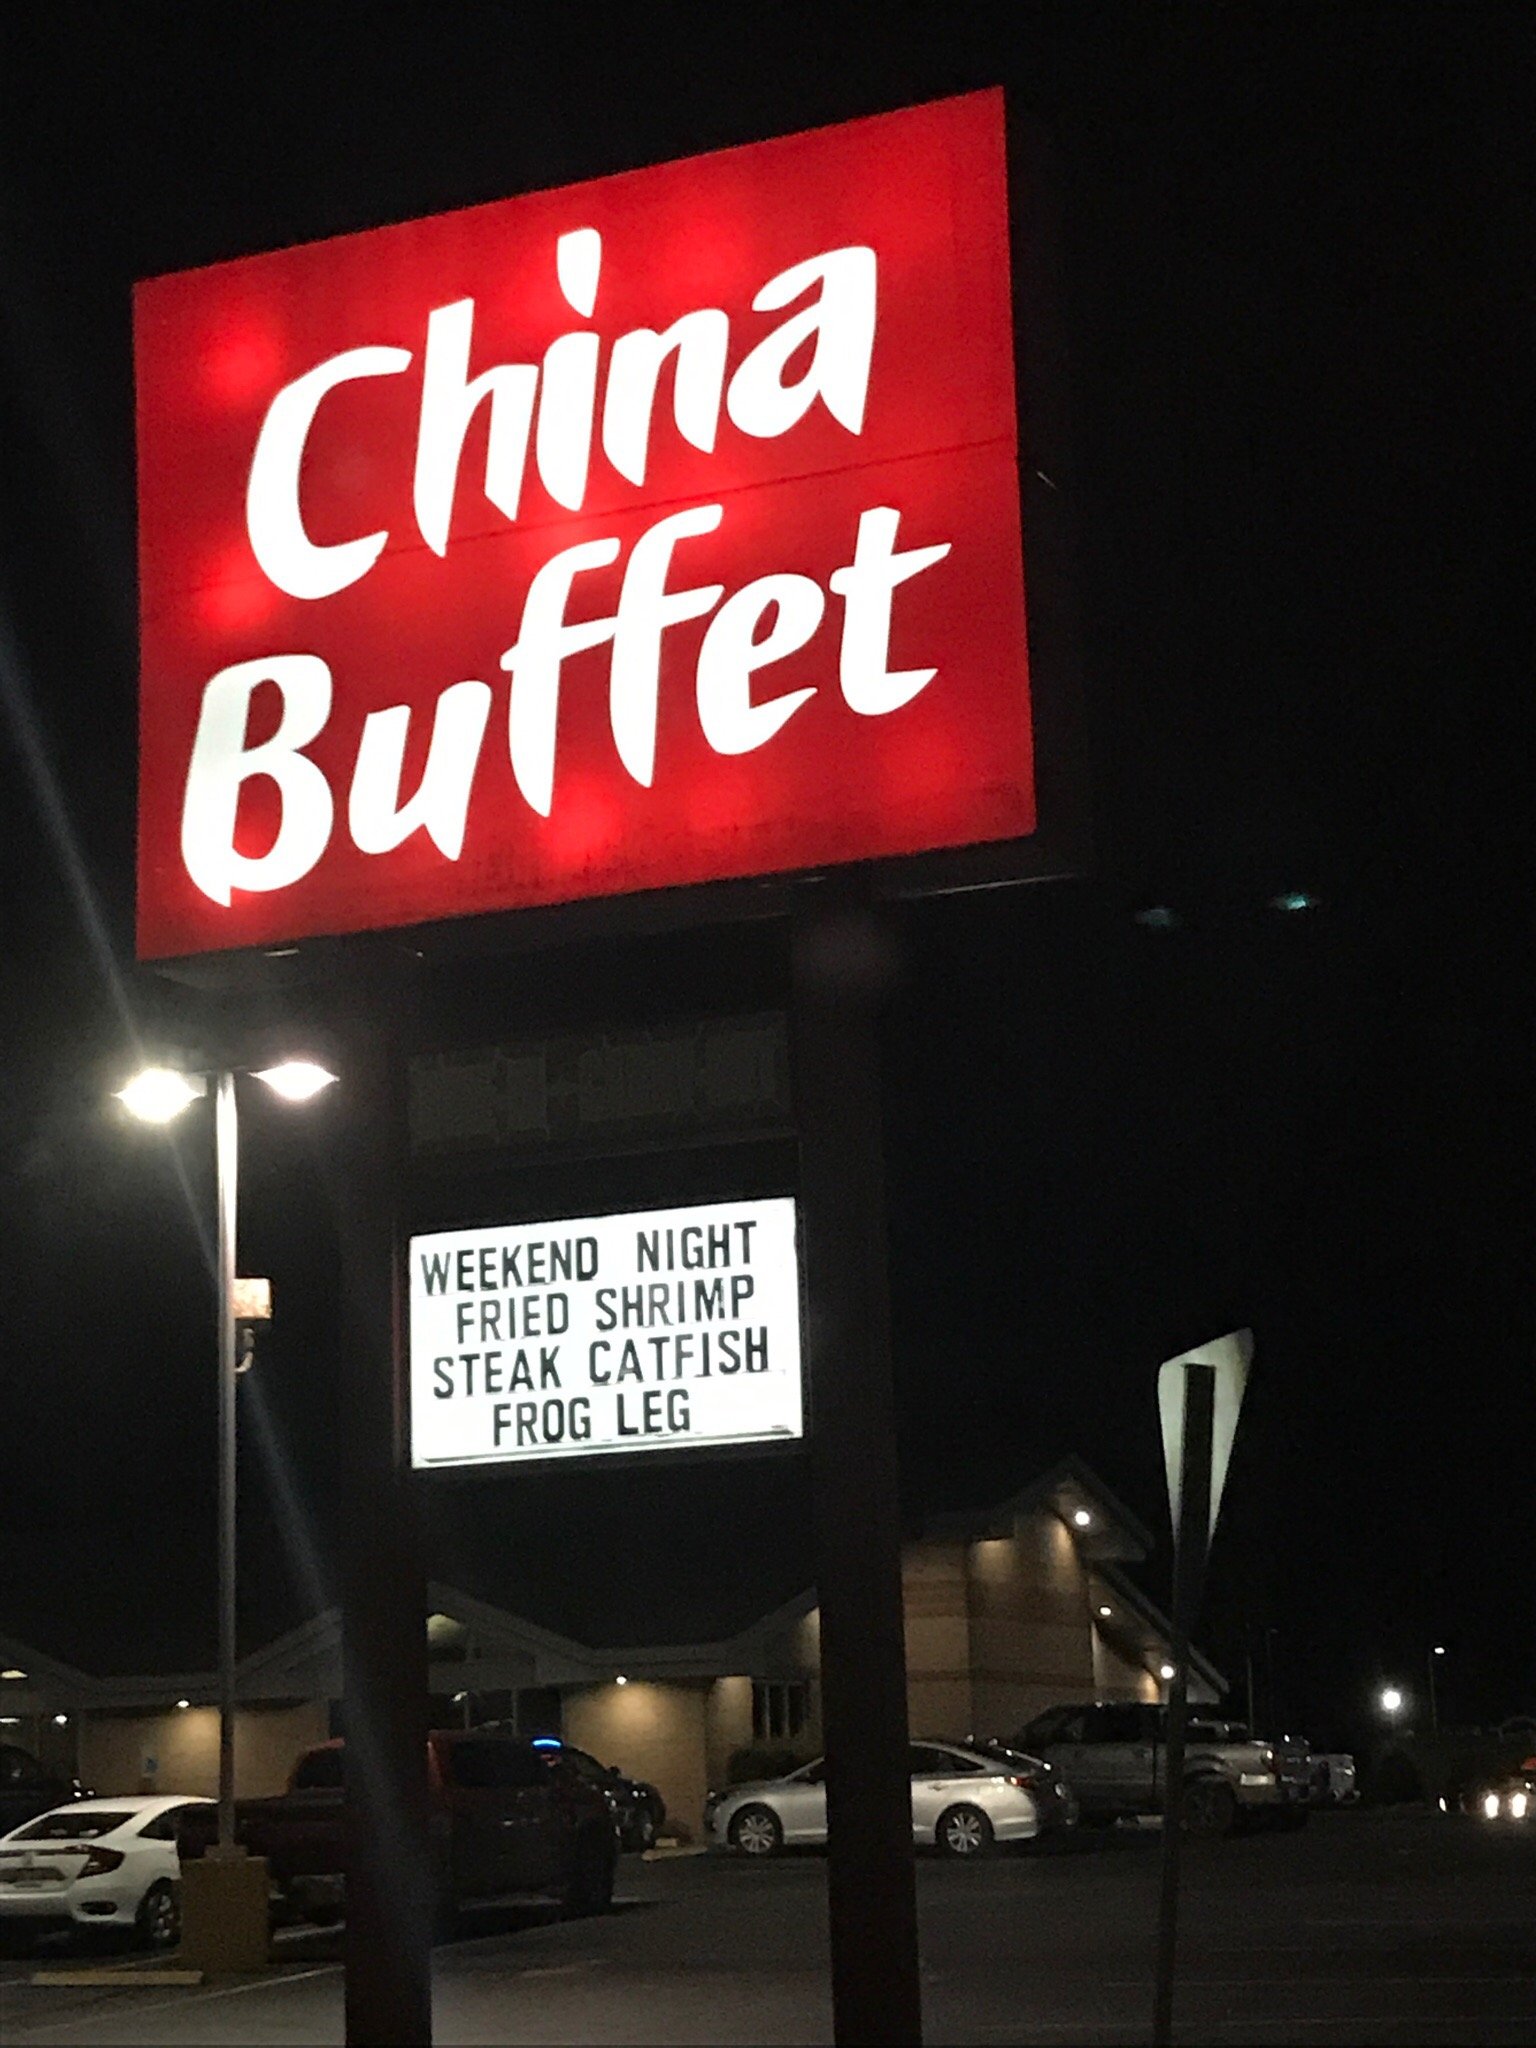 China
Buffet
WEEKEND NIGHT
FRIED SHRIMP
STEAK CATFISH
FROG LEG